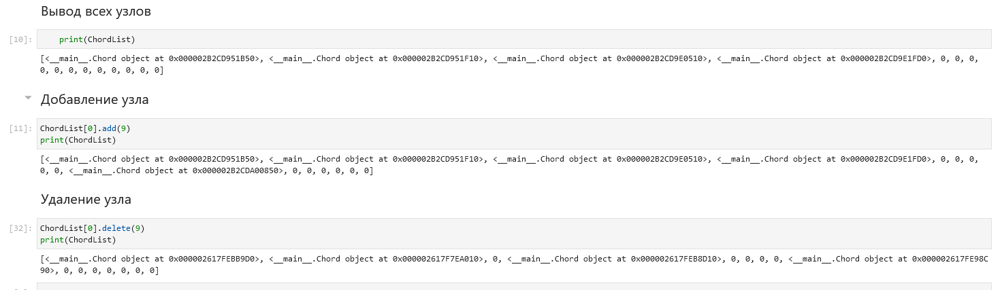 Вывод всех узлов
[10]: print(ChordList)
[<__main__.Chord object at 0x000002B2CD951B50>, <__main__.Chord object at 0x000002B2CD951F10>, <__main__.Chord object at 0x000002B2CD9E0510>, <__main__.Chord object at 0x000002B2CD9E1FD0>, 0, 0, 0,
0, 0, 0, 0, 0, 0, 0, 0, 0]
Добавление узла
[11]: ChordList[0].add(9)
print(ChordList)
[<__main__.Chord object at 0x000002B2CD951B50>, <__main__.Chord object at 0x000002B2CD951F10>, <__main__.Chord object at 0x000002B2CD9E0510>, <__main__.Chord object at 0x000002B2CD9E1FD0>, 0, 0, 0,
0, 0, <__main__.Chord object at 0x000002B2CDA00850>, 0, 0, 0, 0, 0, 0]
Удаление узла
[32]: ChordList[0].delete(9)
print(ChordList)
[<__main__.Chord object at 0x000002617FEBB9D0>, <__main__.Chord object at 0x000002617F7EA010>, 0, <__main__.Chord object at 0x000002617FEB8D10>, 0, 0, 0, 0, <__main__.Chord object at 0x000002617FE98C
90>, 0, 0, 0, 0, 0, 0, 0]